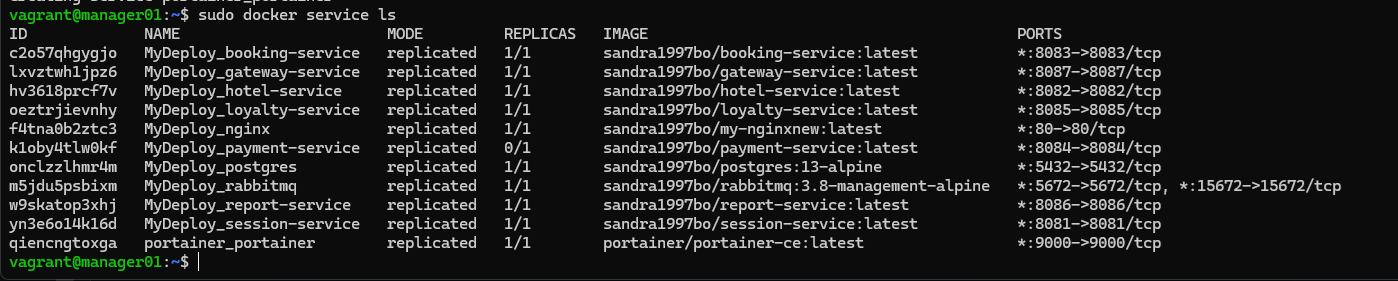 vagrant@manager01:~$ sudo docker service ls
ID NAME MODE REPLICAS IMAGE PORTS
c2o57qhgygjo MyDeploy_booking-service replicated 1/1 sandra1997bo/booking-service:latest *:8083->8083/tcp
lxvztwh1jpz6 MyDeploy_gateway-service replicated 1/1 sandra1997bo/gateway-service:latest *:8087->8087/tcp
hv3618prcf7v MyDeploy_hotel-service replicated 1/1 sandra1997bo/hotel-service:latest *:8082->8082/tcp
oeztrjievnhy MyDeploy_loyalty-service replicated 1/1 sandra1997bo/loyalty-service:latest *:8085->8085/tcp
f4tna0b2ztc3 MyDeploy_nginx replicated 1/1 sandra1997bo/my-nginxnew:latest *:80->80/tcp
k1oby4tlw0kf MyDeploy_payment-service replicated 0/1 sandra1997bo/payment-service:latest *:8084->8084/tcp
onclzzlhmr4m MyDeploy_postgres replicated 1/1 sandra1997bo/postgres:13-alpine *:5432->5432/tcp
m5jdu5psbixm MyDeploy_rabbitmq replicated 1/1 sandra1997bo/rabbitmq:3.8-management-alpine *:5672->5672/tcp, *:15672->15672/tcp
w9skatop3xhj MyDeploy_report-service replicated 1/1 sandra1997bo/report-service:latest *:8086->8086/tcp
yn3e6o14k16d MyDeploy_session-service replicated 1/1 sandra1997bo/session-service:latest *:8081->8081/tcp
qiencngtoxga portainer_portainer replicated 1/1 portainer/portainer-ce:latest *:9000->9000/tcp
vagrant@manager01:~$